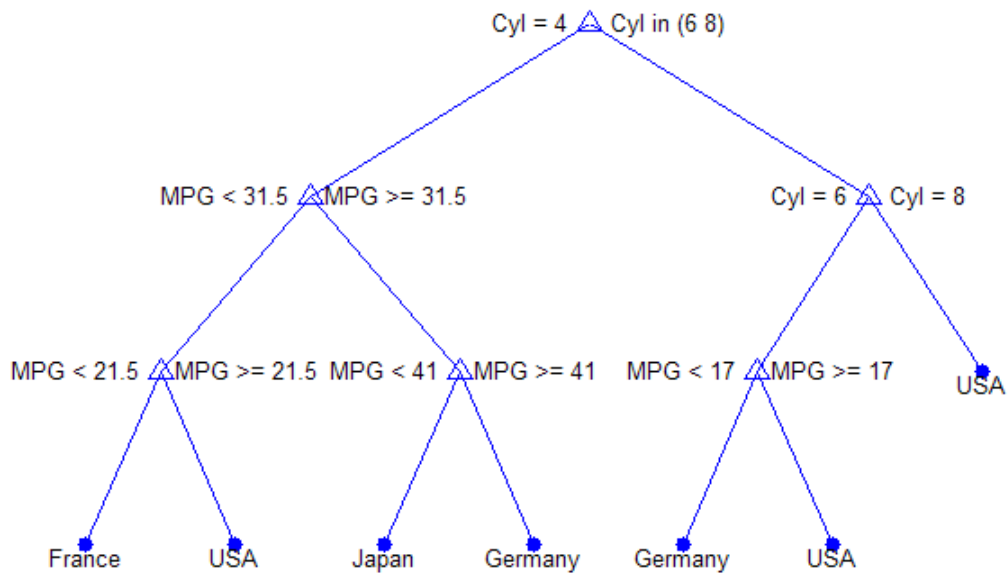 Cyl = 4 Cyl in (6 8)
MPG < 31.5 MPG >= 31.5 Cyl = 6 Cyl = 8
MPG < 21.5 MPG >= 21.5 MPG < 41 MPG >= 41 MPG < 17 MPG >= 17
USA
France USA Japan Germany Germany USA